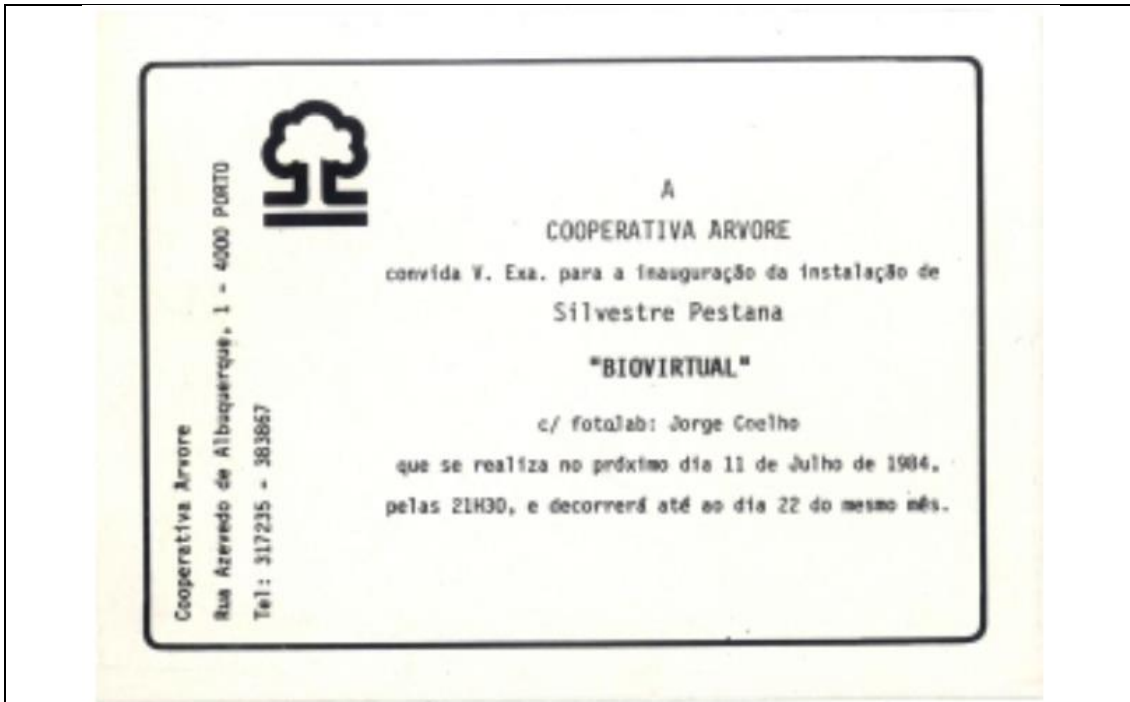 Cooperativa Arvore
Rua Azevedo de Albuquerque, 1 - 4000 PORTO
Tel: 317235 - 383867
A
COOPERATIVA ARVORE
convida V. Exa. para a inauguração da instalação de
Silvestre Pestana
"BIOVIRTUAL"
c/ fotolab: Jorge Coelho
que se realiza no próximo dia 11 de Julho de 1984,
pelas 21H30, e decorrerá até ao dia 22 do mesmo mês.